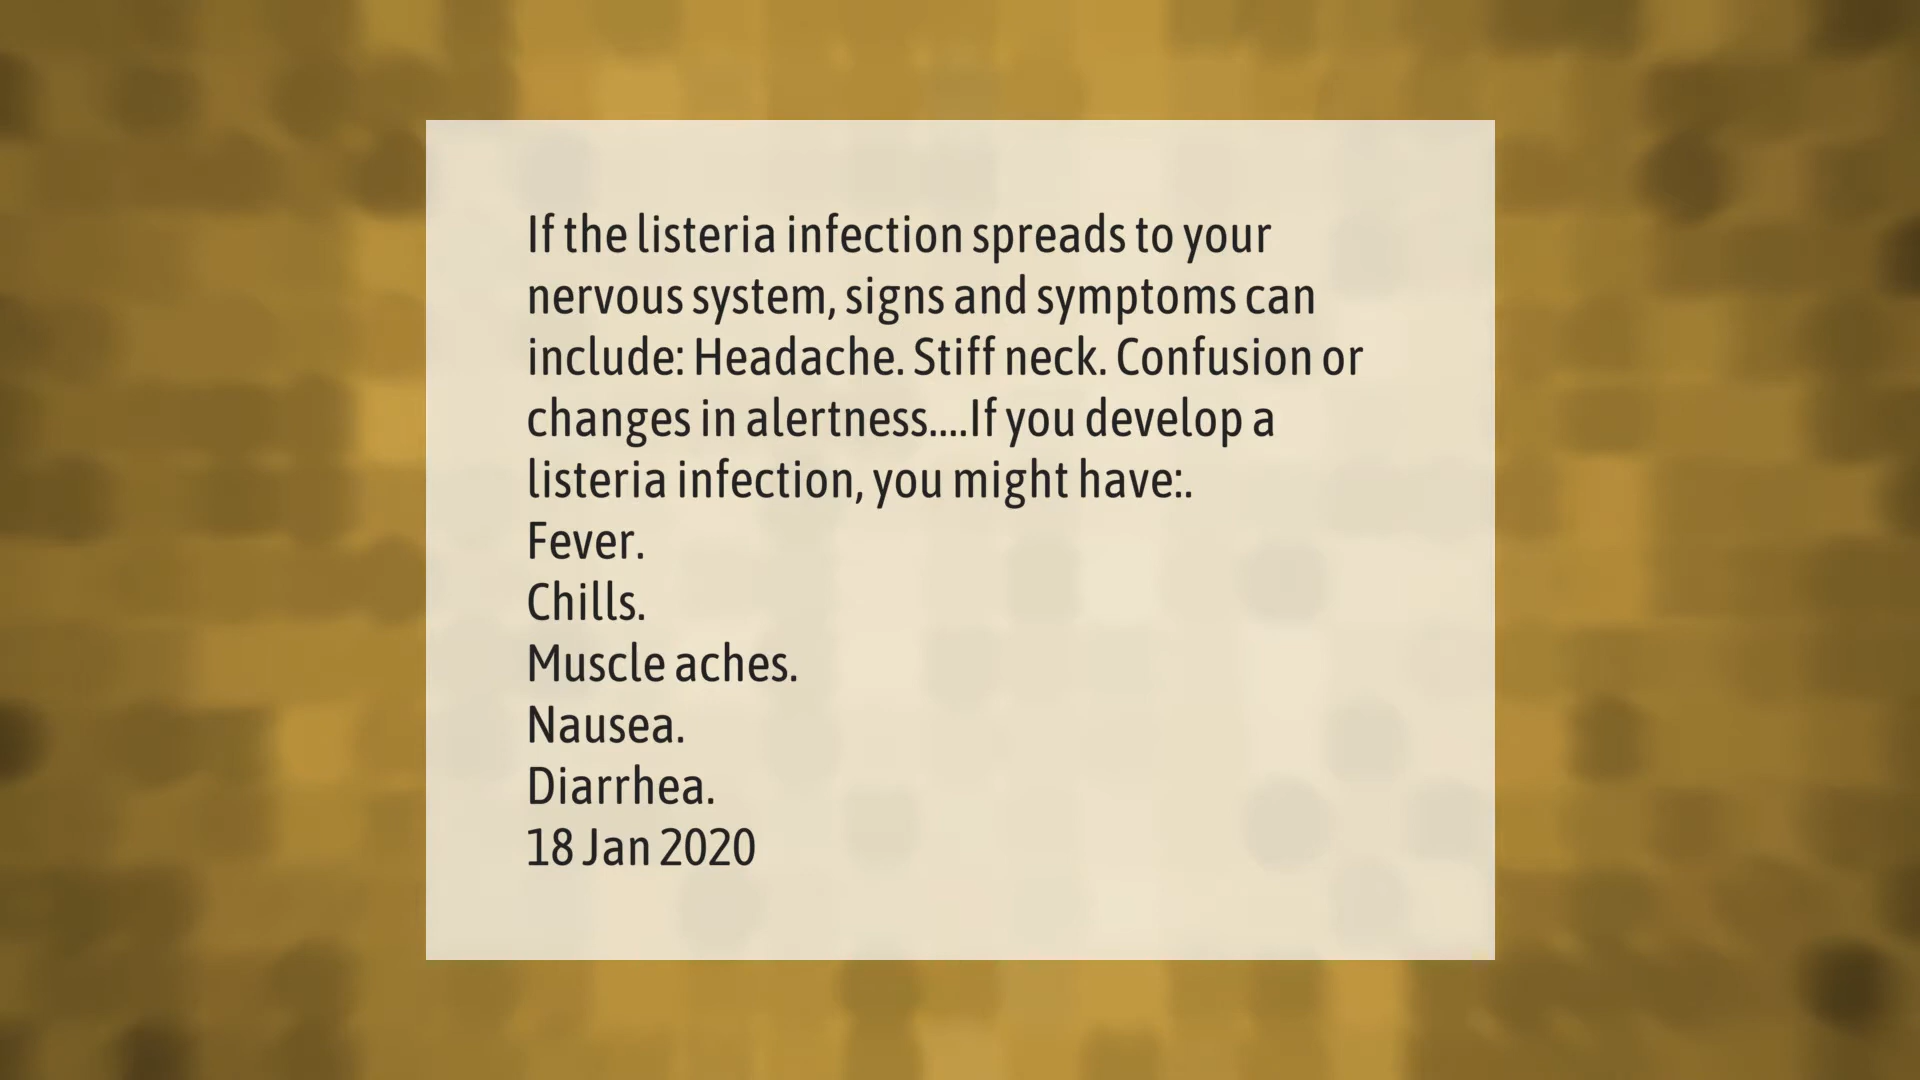 If the listeria infection spreads to your
nervous system, signs and symptoms can
include: Headache. Stiff neck. Confusion or
changes in alertness....If you develop a
listeria infection, you might have:.
Fever.
Chills.
Muscle aches.
Nausea.
Diarrhea.
18 Jan 2020